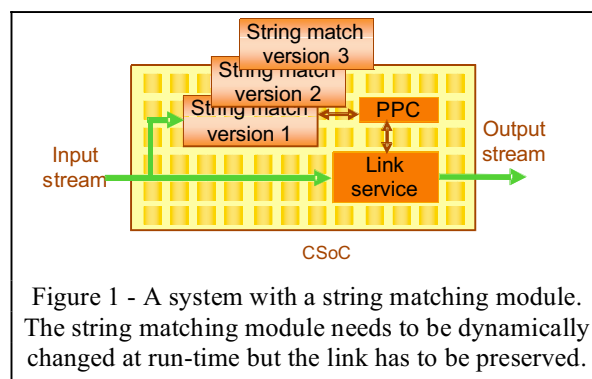 String match
version 3
String match
version 2
String match
version 1
PPC
Input
stream
Output
stream
Link
service
CSoC
Figure 1 - A system with a string matching module.
The string matching module needs to be dynamically
changed at run-time but the link has to be preserved.